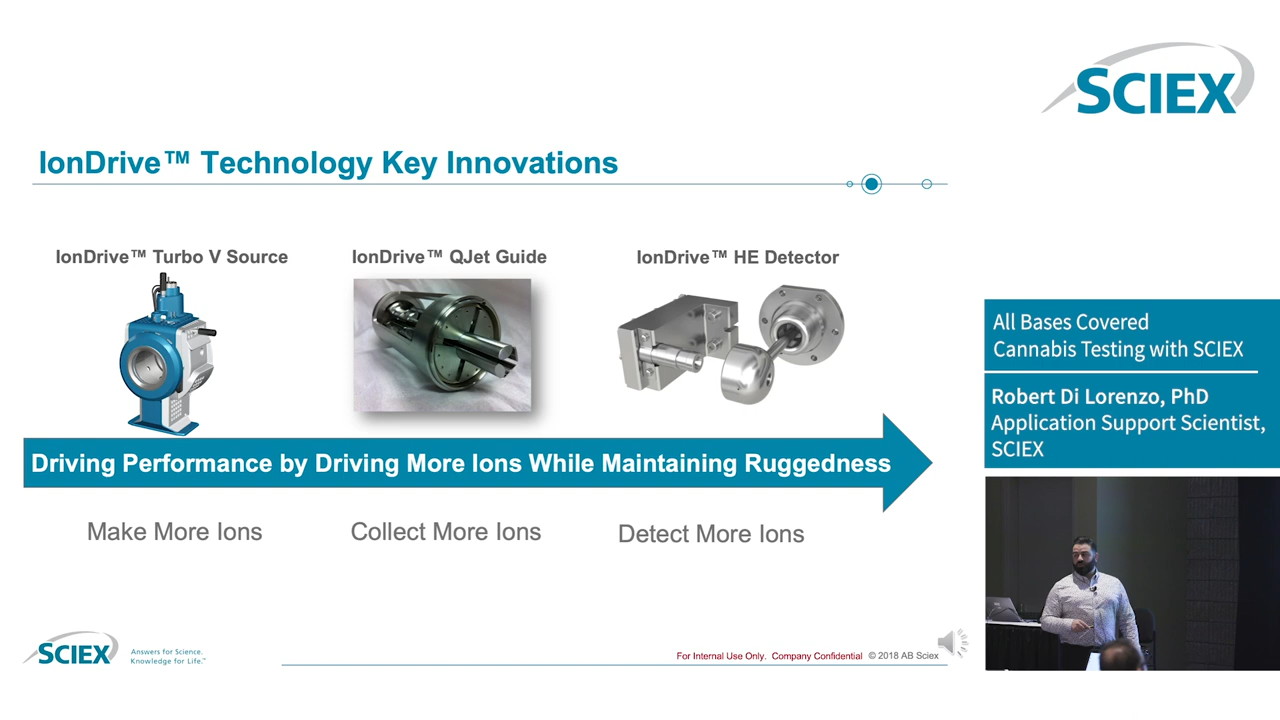 SCIEX
IonDrive™ Technology Key Innovations
IonDrive™ Turbo V Source
IonDrive™ QJet Guide
IonDrive™ HE Detector
Driving Performance by Driving More Ions While Maintaining Ruggedness
Make More Ions
Collect More Ions
Detect More Ions
All Bases Covered
Cannabis Testing with SCIEX
Robert Di Lorenzo, PhD
Application Support Scientist,
SCIEX
SCIEX
Answers for Science.
Knowledge for Life.™
For Internal Use Only. Company Confidential © 2018 AB Sciex